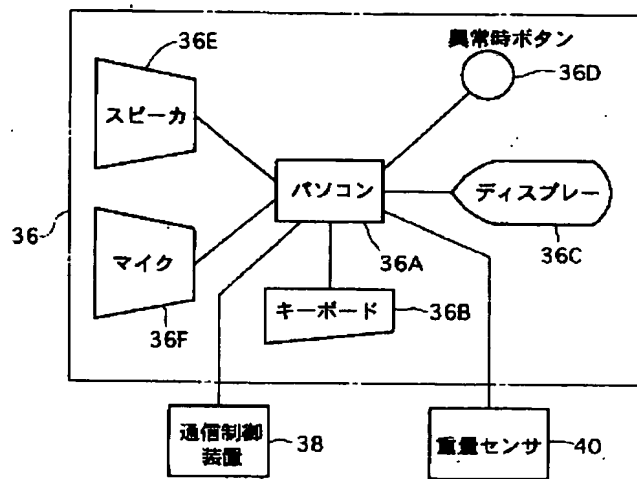 36E
スピーカ
異常時ボタン
36D
パソコン
36A
ディスプレー
36C
36
マイク
36F
キーボード
36B
通信制御
装置
38
重量センサ
40